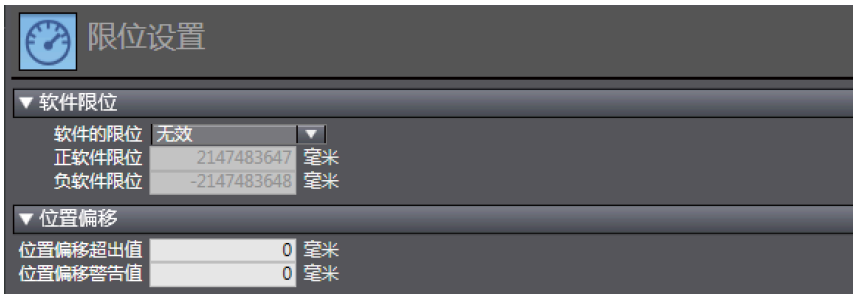 限位设置
▼ 软件限位
软件的限位 无效 ▼
正软件限位 2147483647 毫米
负软件限位 -2147483648 毫米
▼ 位置偏移
位置偏移超出值 0 毫米
位置偏移警告值 0 毫米